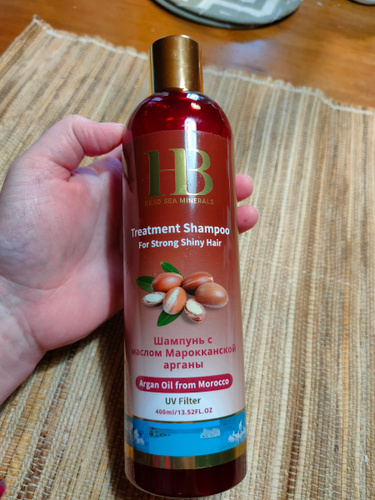 HB
DEAD SEA MINERALS
Treatment Shampoo
For Strong Shiny Hair
Шампунь с
маслом Марокканской
арганы
Argan Oil from Morocco
UV Filter
400ml/13.52FL.OZ